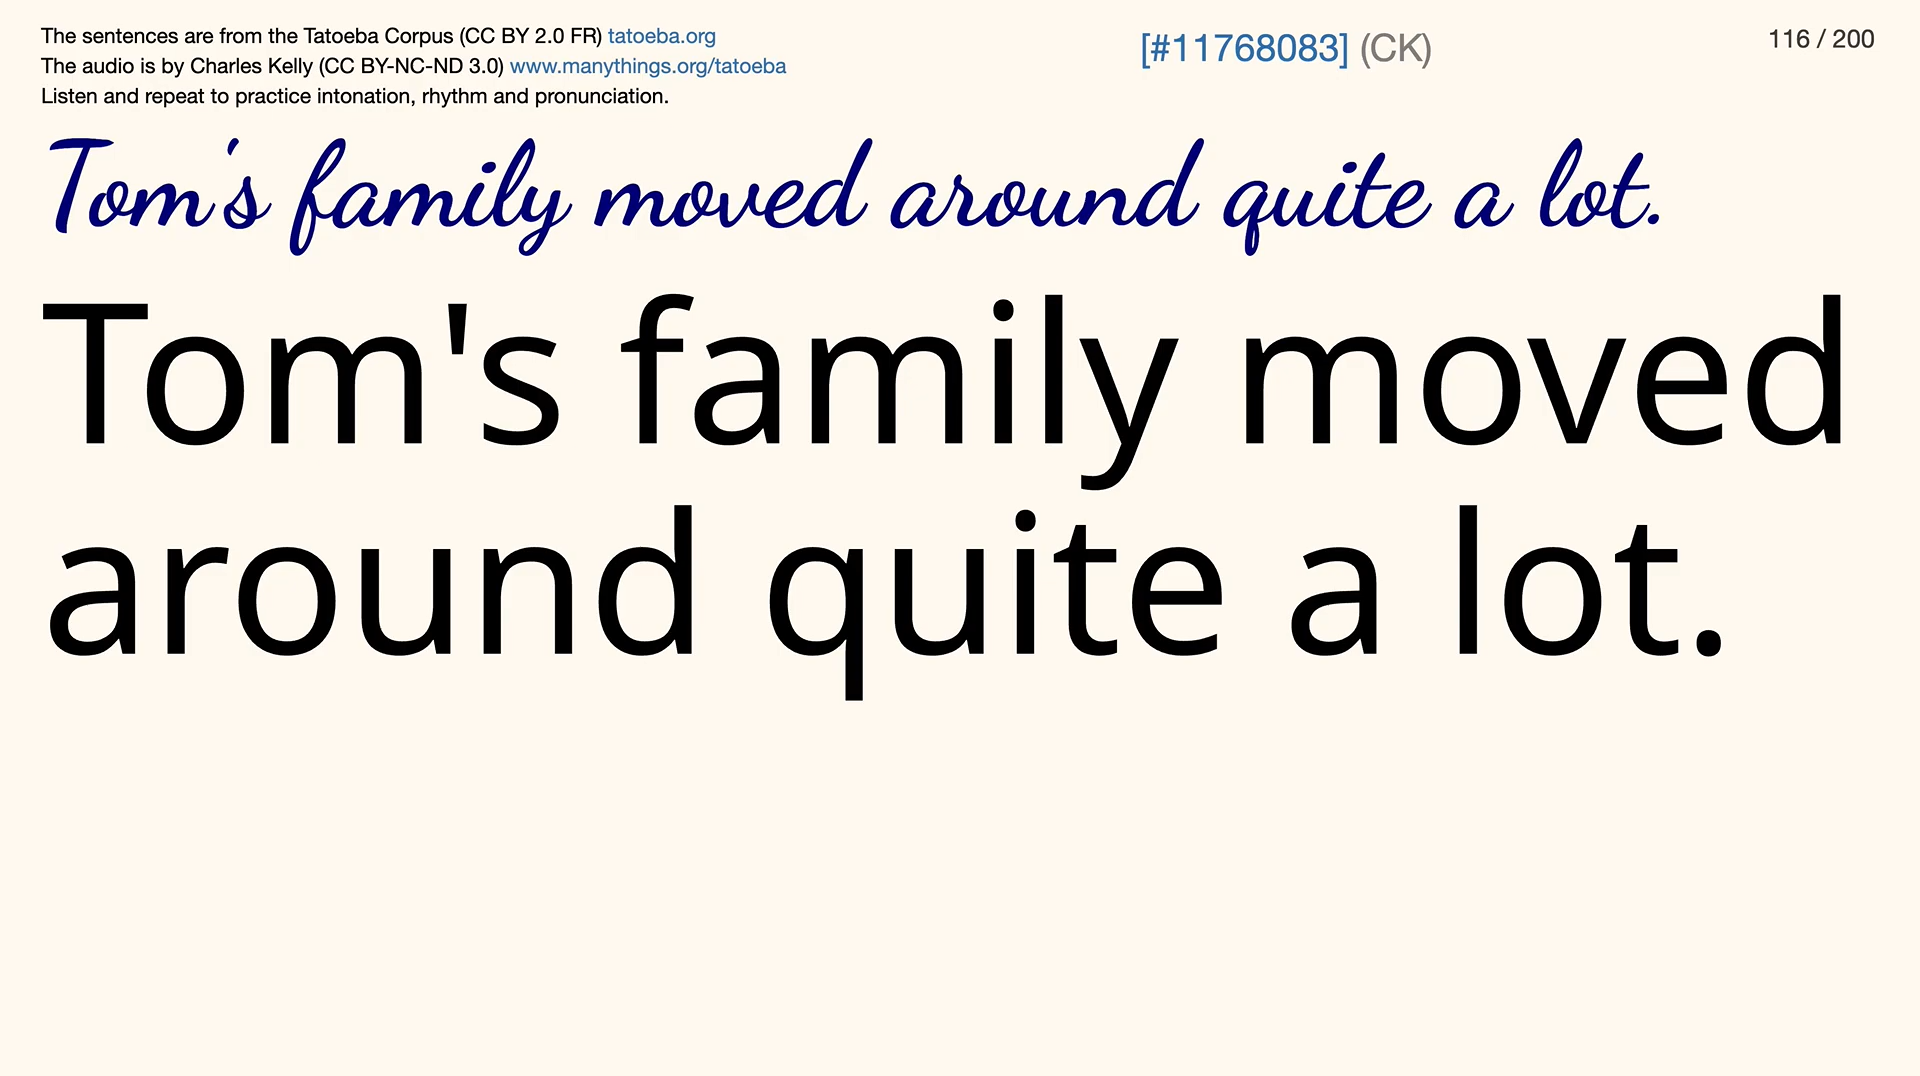 The sentences are from the Tatoeba Corpus (CC BY 2.0 FR) tatoeba.org
The audio is by Charles Kelly (CC BY-NC-ND 3.0) www.manythings.org/tatoeba
Listen and repeat to practice intonation, rhythm and pronunciation.
[#11768083] (CK)
116 / 200
Tom's family moved around quite a lot.
Tom's family moved
around quite a lot.